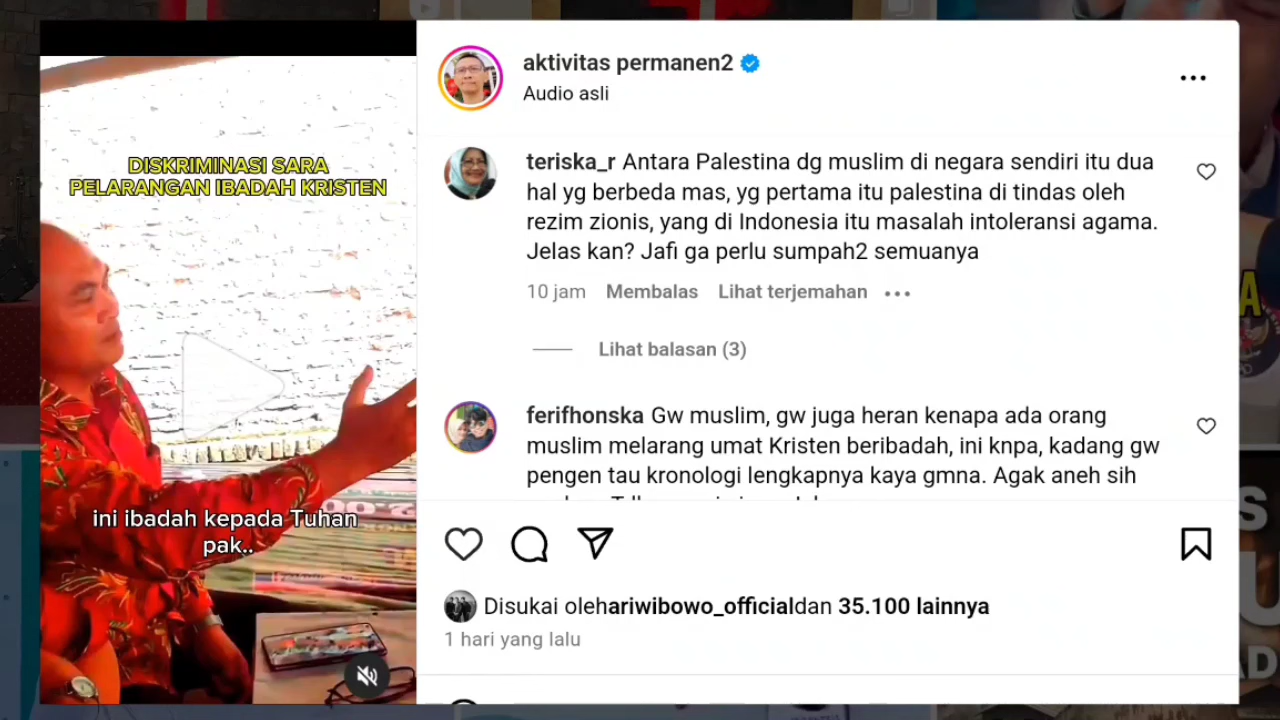 DISKRIMINASI SARA
PELARANGAN IBADAH KRISTEN
ini ibadah kepada Tuhan
pak..
aktivitas permanen2
Audio asli
teriska_r Antara Palestina dg muslim di negara sendiri itu dua
hal yg berbeda mas, yg pertama itu palestina di tindas oleh
rezim zionis, yang di Indonesia itu masalah intoleransi agama.
Jelas kan? Jafi ga perlu sumpah2 semuanya
10 jam Membalas Lihat terjemahan
Lihat balasan (3)
ferifhonska Gw muslim, gw juga heran kenapa ada orang
muslim melarang umat Kristen beribadah, ini knpa, kadang gw
pengen tau kronologi lengkapnya kaya gmna. Agak aneh sih
Disukai olehariwibowo_officialdan 35.100 lainnya
1 hari yang lalu